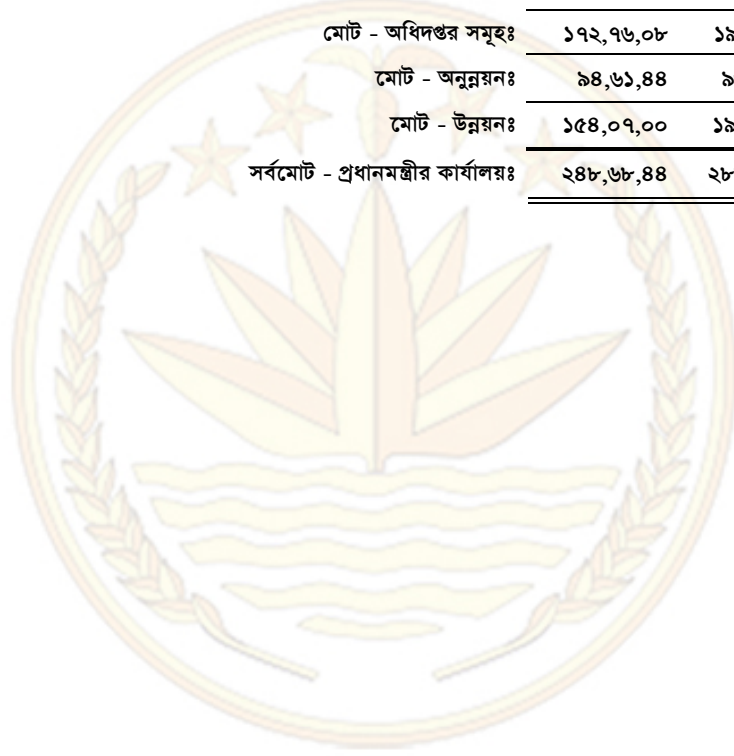 মোট - অধিদপ্তর সমূহঃ ১৭২,৭৬,০৮ ১৯
মোট - অনুন্নয়নঃ ৯৪,৬১,৪৪ ৯
মোট - উন্নয়নঃ ১৫৪,০৭,০০ ১৯
সর্বমোট - প্রধানমন্ত্রীর কার্যালয়ঃ ২৪৮,৬৮,৪৪ ২৮